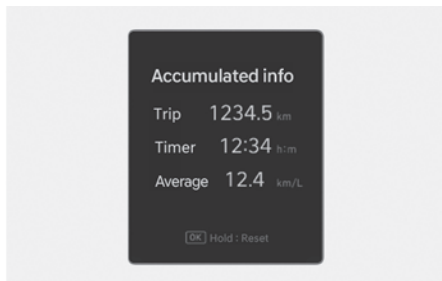 Accumulated info
Trip 1234.5 km
Timer 12:34 h:m
Average 12.4 km/L
OK Hold : Reset